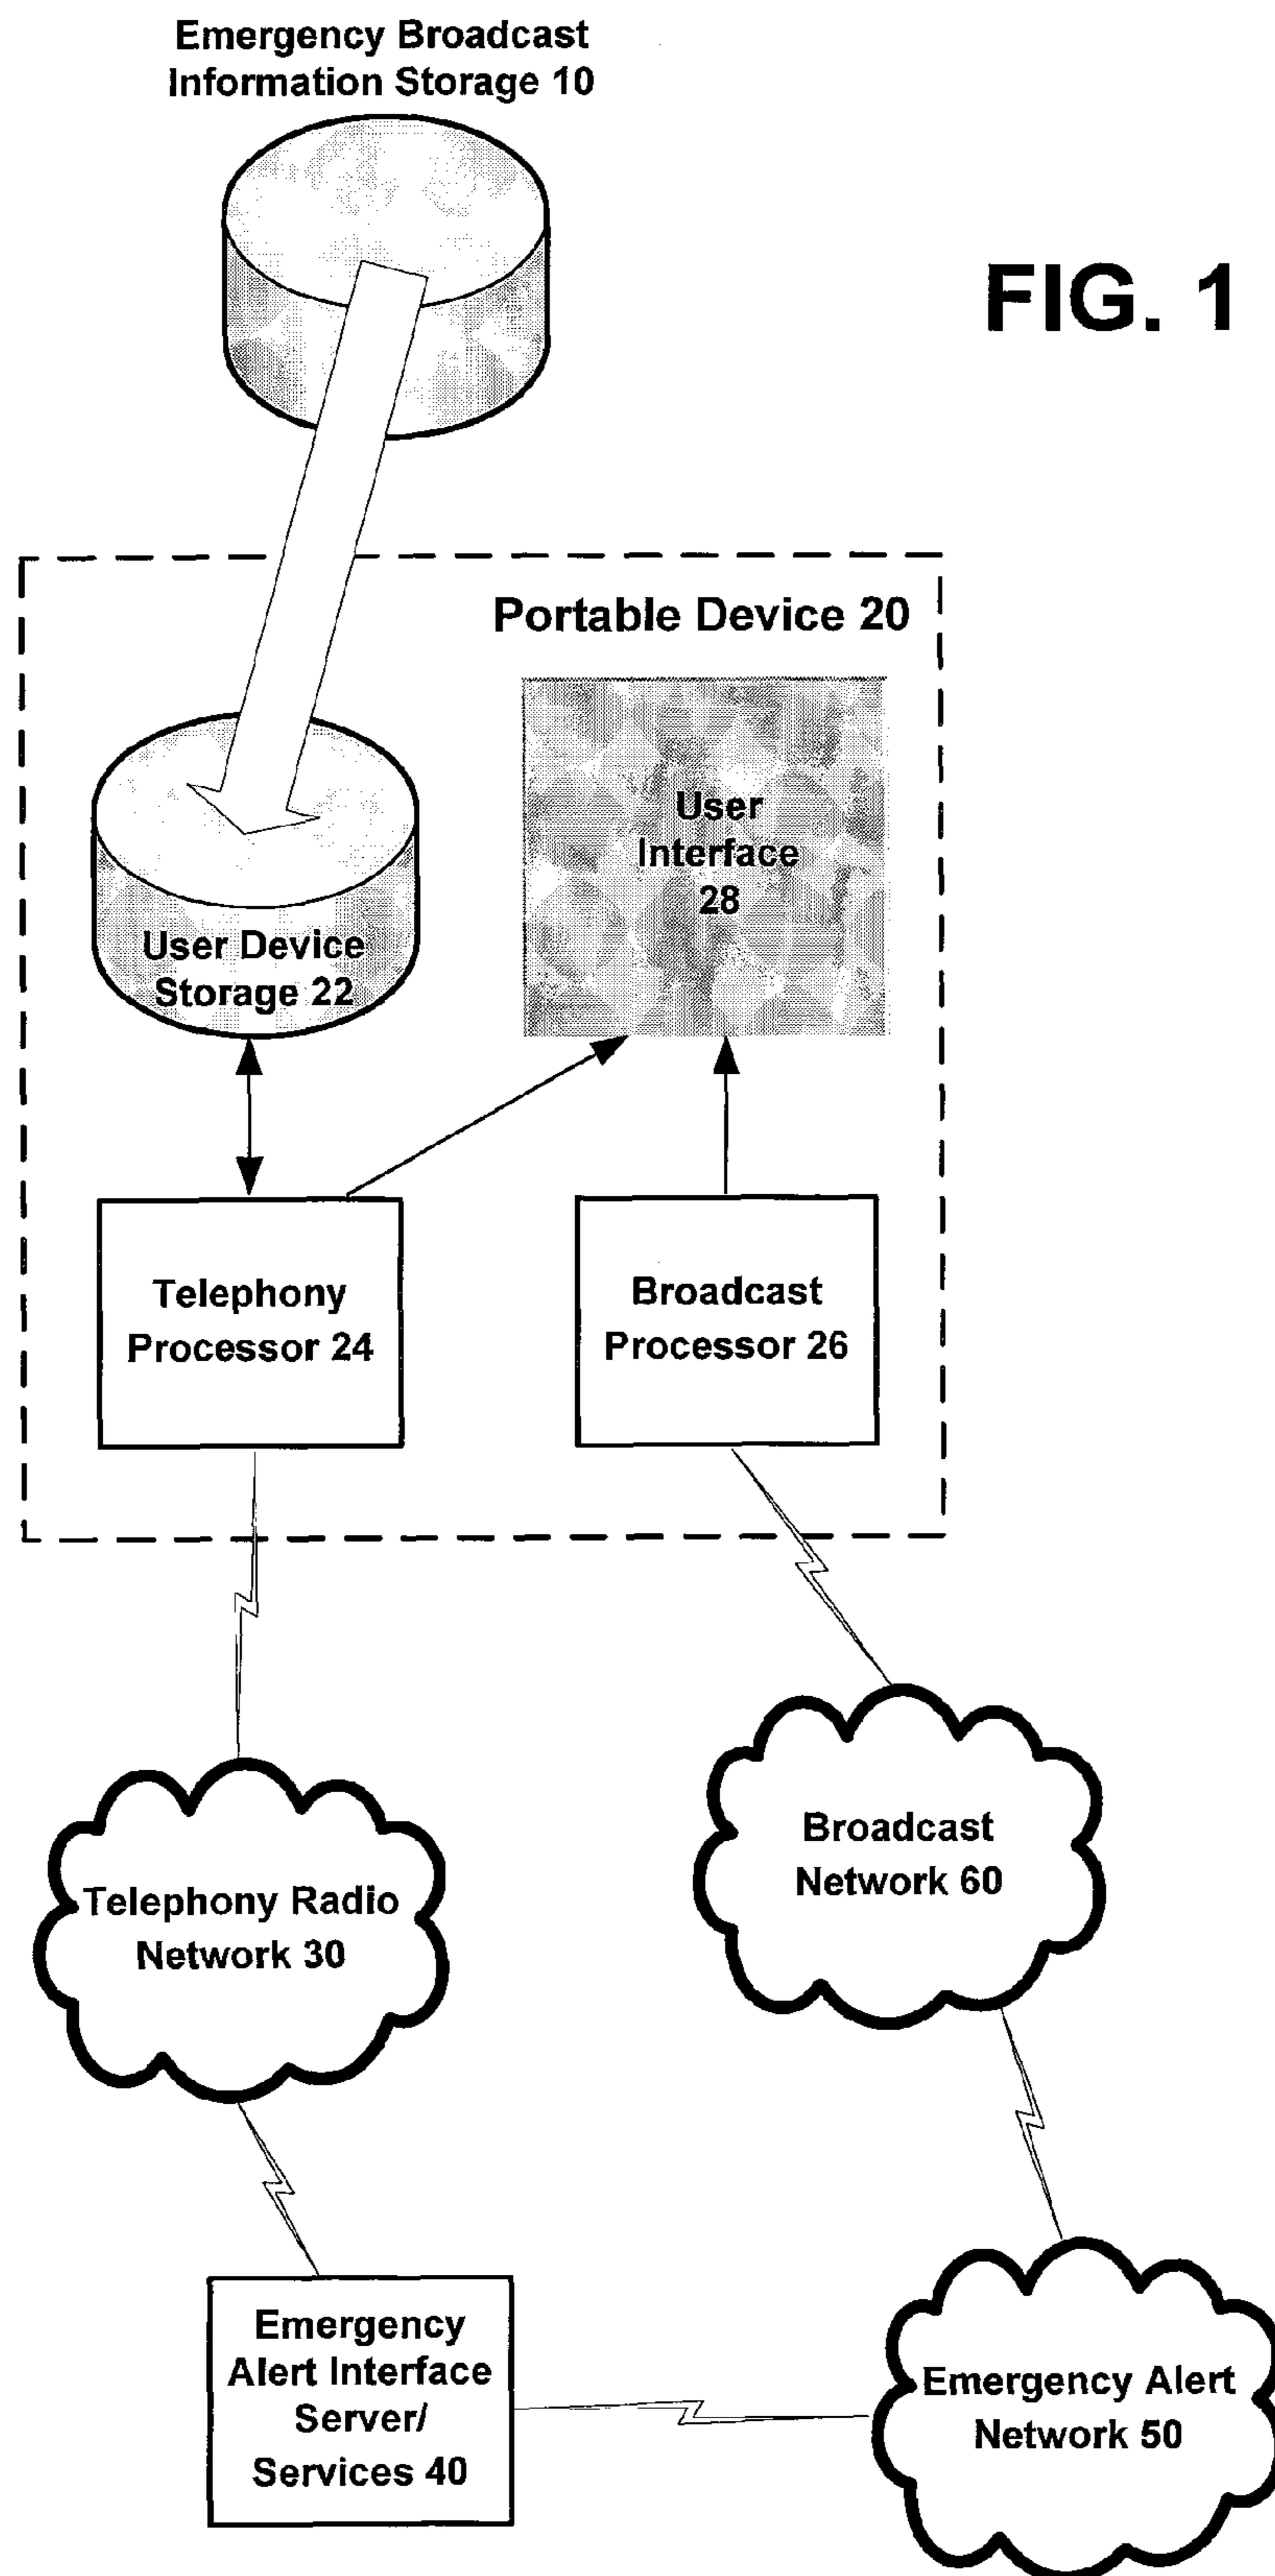 Emergency Broadcast
Information Storage 10
FIG. 1
Portable Device 20
User
Interface
28
User Device
Storage 22
Telephony
Processor 24
Broadcast
Processor 26
Broadcast
Network 60
Telephony Radio
Network 30
Emergency
Alert Interface
Server/
Services 40
Emergency Alert
Network 50